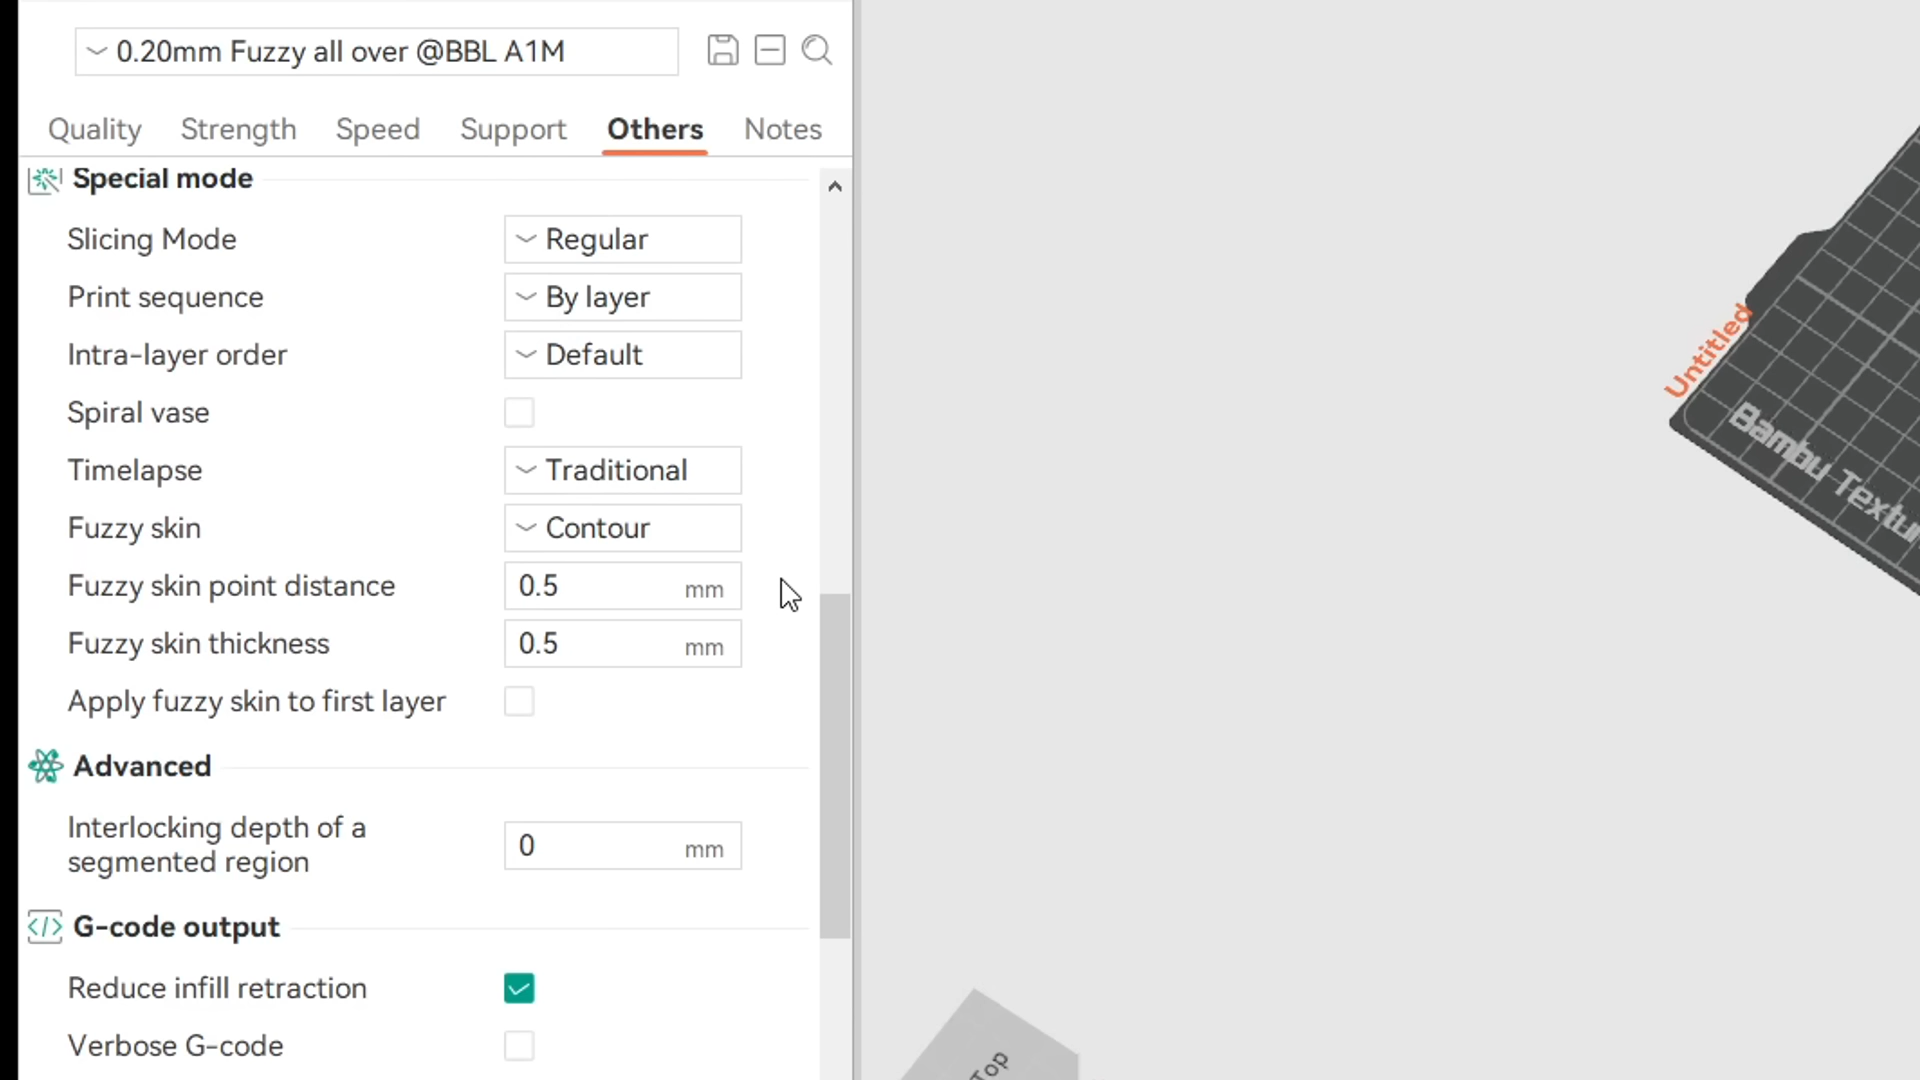 0.20mm Fuzzy all over @BBL A1M
Quality Strength Speed Support Others Notes
Special mode
Slicing Mode Regular
Print sequence By layer
Intra-layer order Default
Spiral vase
Timelapse Traditional
Fuzzy skin Contour
Fuzzy skin point distance 0.5 mm
Fuzzy skin thickness 0.5 mm
Apply fuzzy skin to first layer
Advanced
Interlocking depth of a
segmented region 0 mm
G-code output
Reduce infill retraction
Verbose G-code
Untitled
Bambu Textu
Top